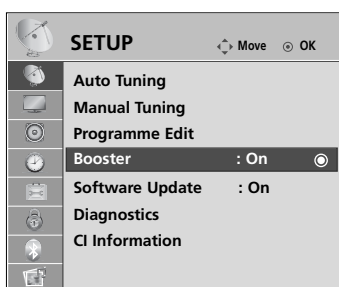 SETUP Move OK
Auto Tuning
Manual Tuning
Programme Edit
Booster : On
Software Update : On
Diagnostics
CI Information